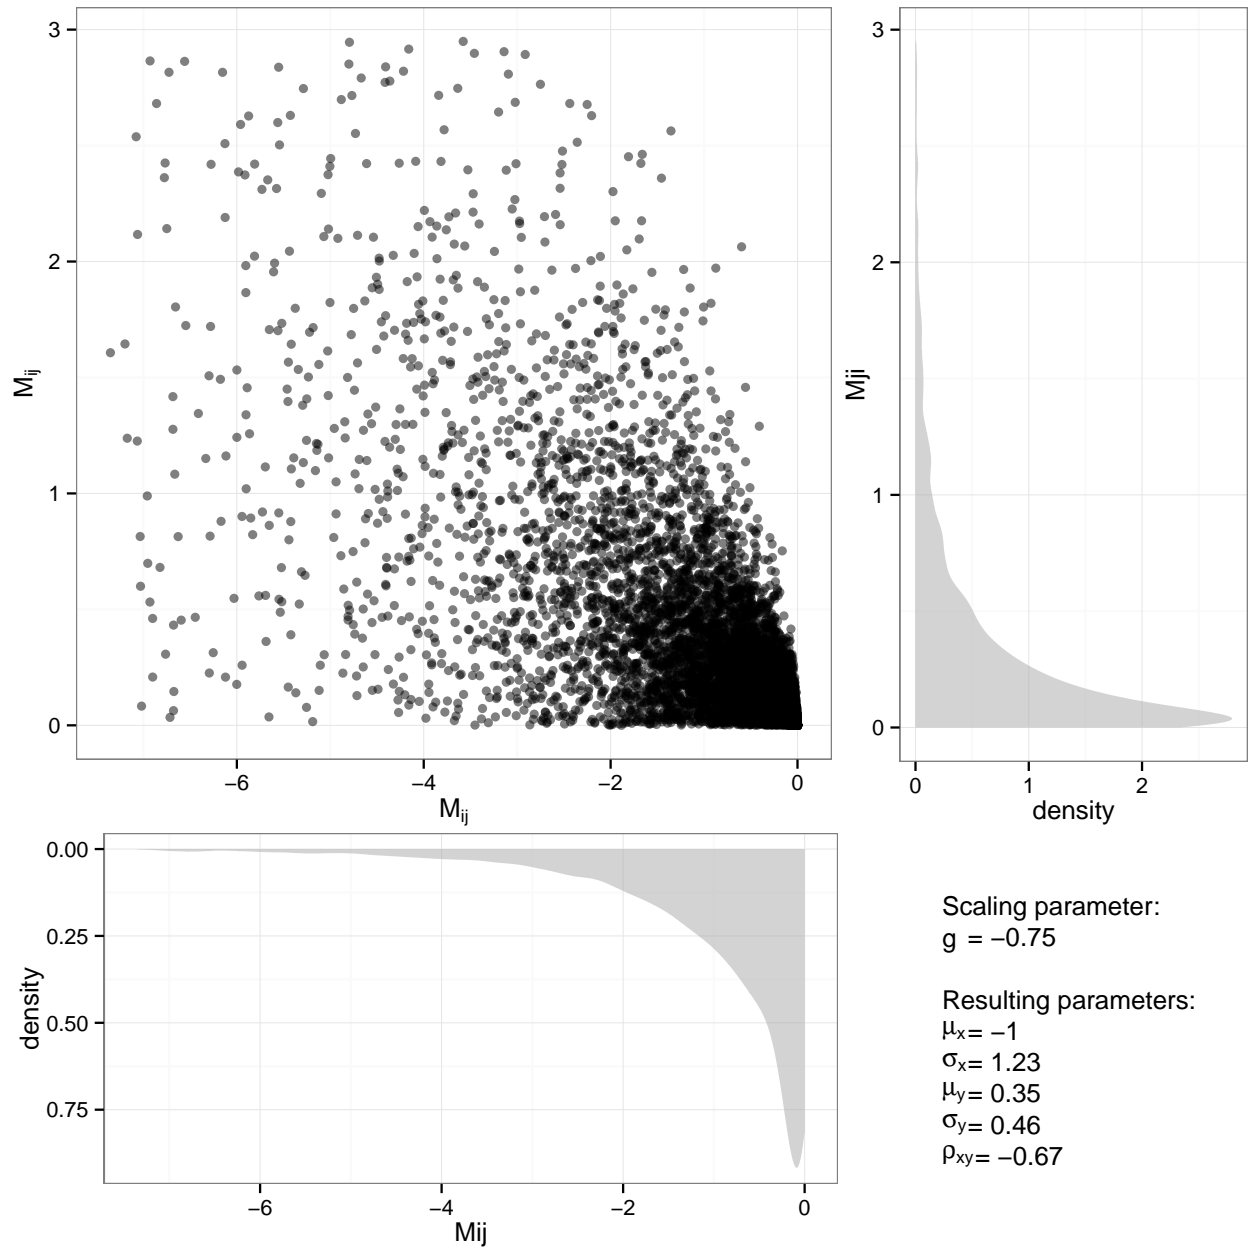 3
2
1
0
M_ij
−6
−4
−2
0
M_ij
3
2
1
0
Mji
0
1
2
density
0.00
0.25
0.50
0.75
density
−6
−4
−2
0
Mij
Scaling parameter:
g = −0.75
Resulting parameters:
μx= −1
σx= 1.23
μy= 0.35
σy= 0.46
ρxy= −0.67